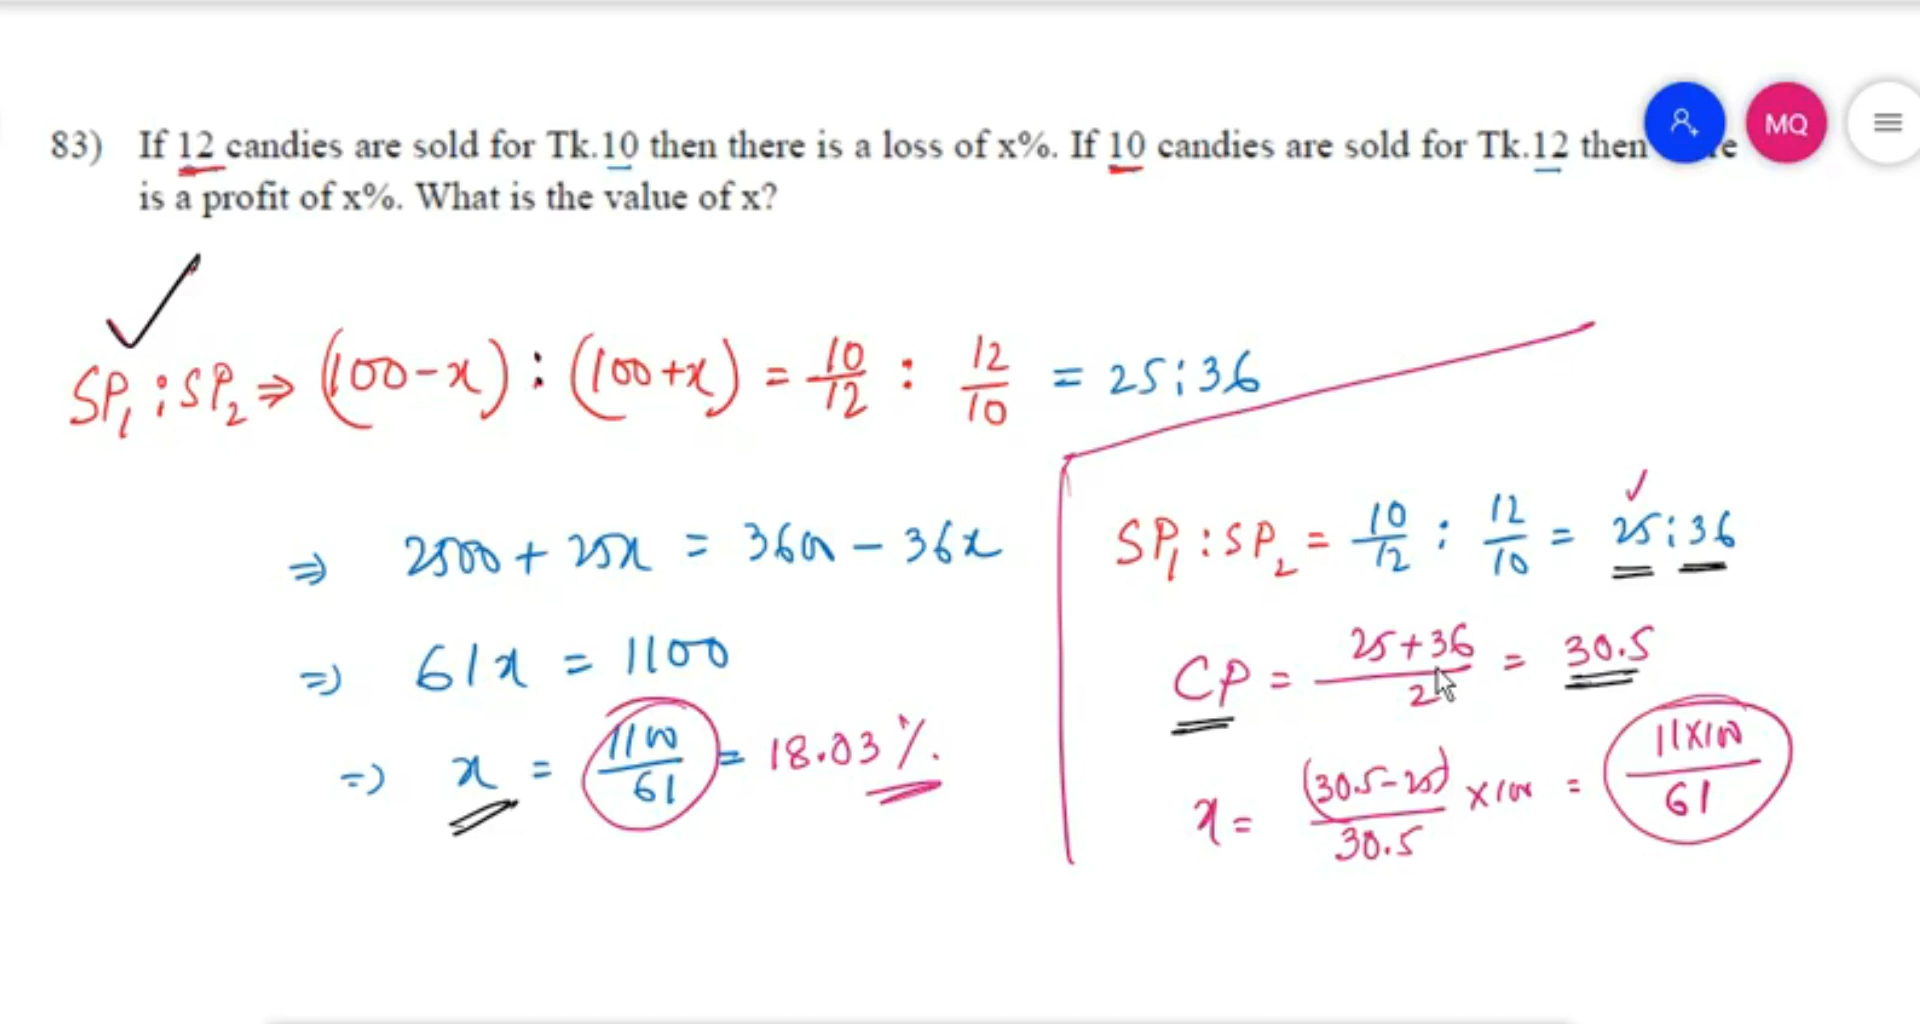 83) If 12 candies are sold for Tk.10 then there is a loss of x%. If 10 candies are sold for Tk.12 then
is a profit of x%. What is the value of x?
MQ
SP₁ : SP₂ ⇒ (100-x) : (100+x) = 10/12 : 12/10 = 25:36
⇒ 2500 + 25x = 3600 - 36x
⇒ 61x = 1100
⇒ x = 1100/61 = 18.03%.
SP₁ : SP₂ = 10/12 : 12/10 = 25:36
CP = 25+36/2 = 30.5
x = (30.5-25)/30.5 ×100 = 11×100/61